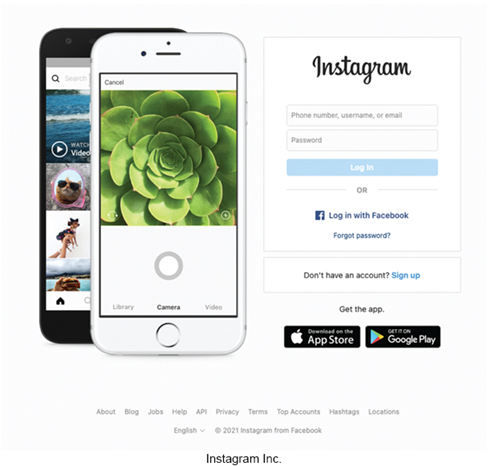 Search
WATCH
Video
Cancel
Library Camera Video
Instagram
Phone number, username, or email
Password
Log In
OR
Log in with Facebook
Forgot password?
Don't have an account? Sign up
Get the app.
Download on the
App Store
GET IT ON
Google Play
About Blog Jobs Help API Privacy Terms Top Accounts Hashtags Locations
English © 2021 Instagram from Facebook
Instagram Inc.